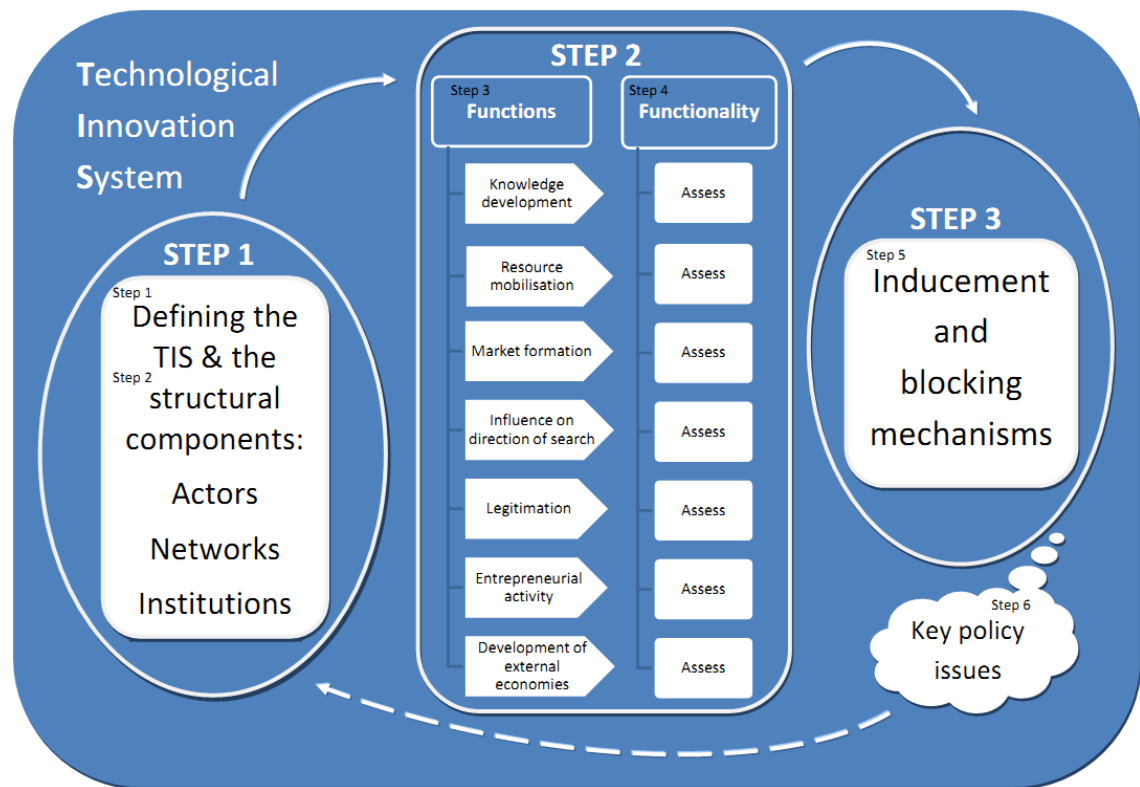 Technological
Innovation
System
STEP 1
Step 1
Defining the
TIS & the
Step 2
structural
components:
Actors
Networks
Institutions
STEP 2
Step 3
Functions
Step 4
Functionality
Knowledge
development
Assess
Resource
mobilisation
Assess
Market formation
Assess
Influence on
direction of search
Assess
Legitimation
Assess
Entrepreneurial
activity
Assess
Development of
external
economies
Assess
STEP 3
Step 5
Inducement
and
blocking
mechanisms
Step 6
Key policy
issues